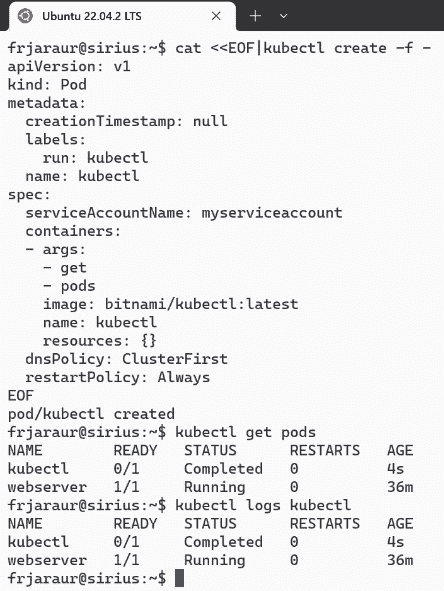 Ubuntu 22.04.2 LTS
frjaraur@sirius:~$ cat <<EOF|kubectl create -f -
apiVersion: v1
kind: Pod
metadata:
  creationTimestamp: null
  labels:
    run: kubectl
  name: kubectl
spec:
  serviceAccountName: myserviceaccount
  containers:
  - args:
    - get
    - pods
    image: bitnami/kubectl:latest
    name: kubectl
    resources: {}
  dnsPolicy: ClusterFirst
  restartPolicy: Always
EOF
pod/kubectl created
frjaraur@sirius:~$ kubectl get pods
NAME        READY   STATUS      RESTARTS   AGE
kubectl     0/1     Completed   0          4s
webserver   1/1     Running     0          36m
frjaraur@sirius:~$ kubectl logs kubectl
NAME        READY   STATUS      RESTARTS   AGE
kubectl     0/1     Completed   0          4s
webserver   1/1     Running     0          36m
frjaraur@sirius:~$